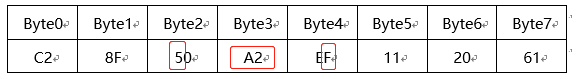 Byte0 Byte1 Byte2 Byte3 Byte4 Byte5 Byte6 Byte7
C2 8F 50 A2 EF 11 20 61